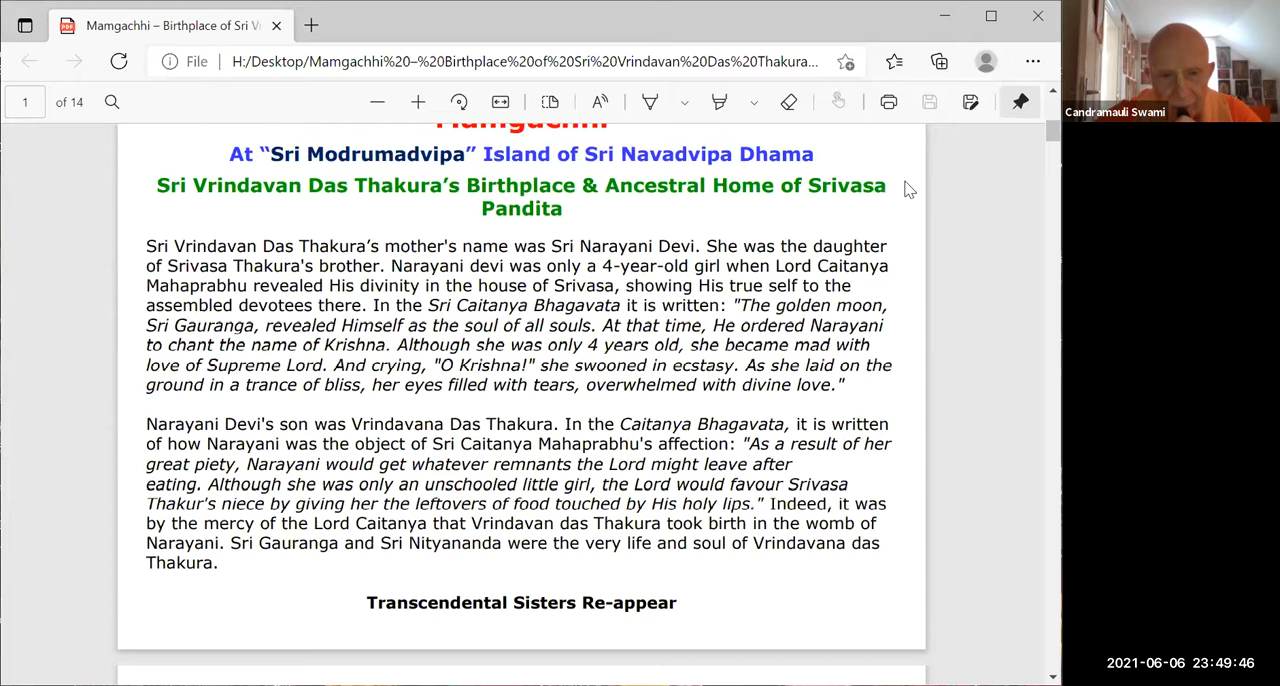 Mamgachhi – Birthplace of Sri V
File
H:/Desktop/Mamgachhi%20–%20Birthplace%20of%20Sri%20Vrindavan%20Das%20Thakura...
1 of 14
Candramauli Swami
Mamgachhi
At “Sri Modrumadvipa” Island of Sri Navadvipa Dhama
Sri Vrindavan Das Thakura’s Birthplace & Ancestral Home of Srivasa
Pandita
Sri Vrindavan Das Thakura’s mother's name was Sri Narayani Devi. She was the daughter
of Srivasa Thakura's brother. Narayani devi was only a 4-year-old girl when Lord Caitanya
Mahaprabhu revealed His divinity in the house of Srivasa, showing His true self to the
assembled devotees there. In the Sri Caitanya Bhagavata it is written: "The golden moon,
Sri Gauranga, revealed Himself as the soul of all souls. At that time, He ordered Narayani
to chant the name of Krishna. Although she was only 4 years old, she became mad with
love of Supreme Lord. And crying, "O Krishna!" she swooned in ecstasy. As she laid on the
ground in a trance of bliss, her eyes filled with tears, overwhelmed with divine love."
Narayani Devi's son was Vrindavana Das Thakura. In the Caitanya Bhagavata, it is written
of how Narayani was the object of Sri Caitanya Mahaprabhu's affection: "As a result of her
great piety, Narayani would get whatever remnants the Lord might leave after
eating. Although she was only an unschooled little girl, the Lord would favour Srivasa
Thakur's niece by giving her the leftovers of food touched by His holy lips." Indeed, it was
by the mercy of the Lord Caitanya that Vrindavan das Thakura took birth in the womb of
Narayani. Sri Gauranga and Sri Nityananda were the very life and soul of Vrindavana das
Thakura.
Transcendental Sisters Re-appear
2021-06-06 23:49:46